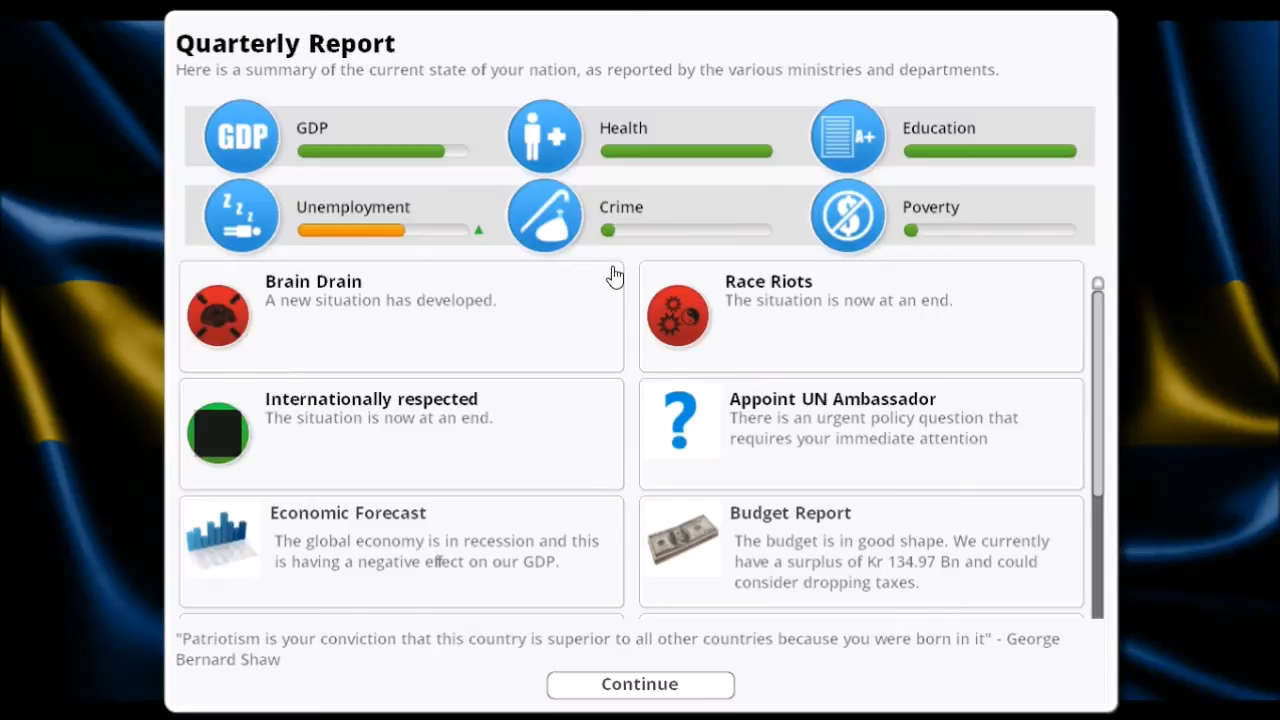 Quarterly Report
Here is a summary of the current state of your nation, as reported by the various ministries and departments.
GDP
GDP
Health
A+
Education
Z Z Z
Unemployment
Crime
$
Poverty
Brain Drain
A new situation has developed.
Race Riots
The situation is now at an end.
Internationally respected
The situation is now at an end.
?
Appoint UN Ambassador
There is an urgent policy question that
requires your immediate attention
Economic Forecast
The global economy is in recession and this
is having a negative effect on our GDP.
Budget Report
The budget is in good shape. We currently
have a surplus of Kr 134.97 Bn and could
consider dropping taxes.
"Patriotism is your conviction that this country is superior to all other countries because you were born in it" - George
Bernard Shaw
Continue